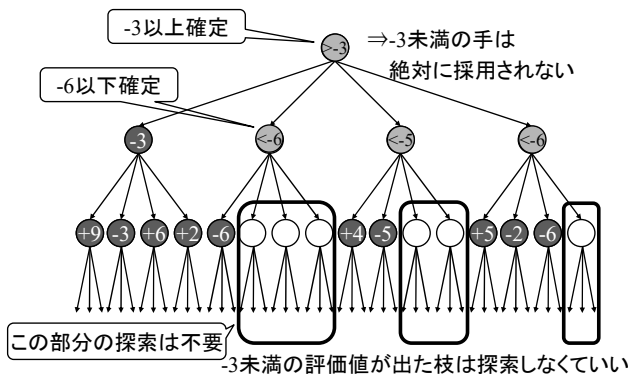 -3以上確定
>-3
⇒-3未満の手は
絶対に採用されない
-6以下確定
-3
<-6
<-5
<-6
+9
-3
+6
+2
-6
+4
-5
+5
-2
-6
この部分の探索は不要
-3未満の評価値が出た枝は探索しなくていい